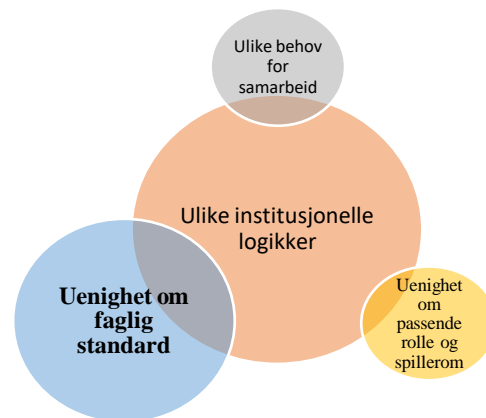 Ulike behov
for
samarbeid
Ulike institusjonelle
logikker
Uenighet om
faglig
standard
Uenighet
om
passende
rolle og
spillerom